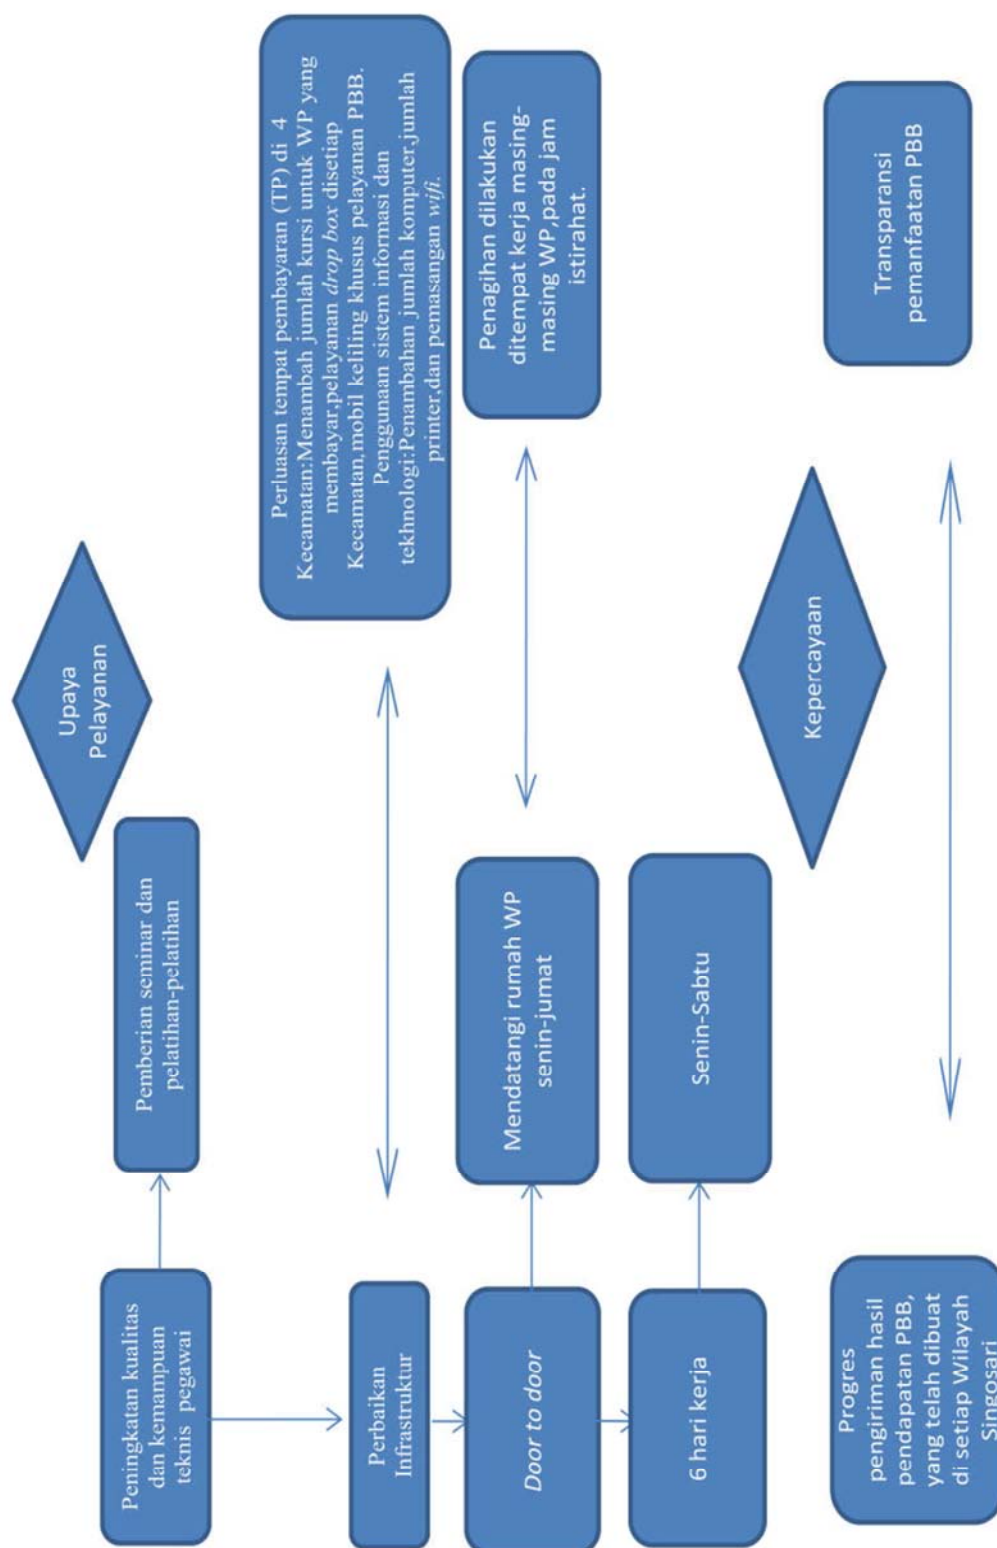 Upaya
Pelayanan
Peningkatan kualitas
dan kemampuan
teknis pegawai
Pemberian seminar dan
pelatihan-pelatihan
Perbaikan
Infrastruktur
Perluasan tempat pembayaran (TP) di 4
Kecamatan:Menambah jumlah kursi untuk WP yang
membayar,pelayanan drop box disetiap
Kecamatan,mobil keliling khusus pelayanan PBB.
Penggunaan sistem informasi dan
tekhnologi:Penambahan jumlah komputer,jumlah
printer,dan pemasangan wifi.
Door to door
Mendatangi rumah WP
senin-jumat
Penagihan dilakukan
ditempat kerja masing-
masing WP,pada jam
istirahat.
6 hari kerja
Senin-Sabtu
Kepercayaan
Progres
pengiriman hasil
pendapatan PBB,
yang telah dibuat
di setiap Wilayah
Singosari
Transparansi
pemanfaatan PBB